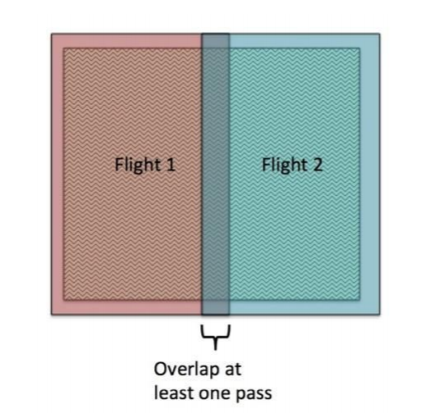 Flight 1
Flight 2
Overlap at
least one pass